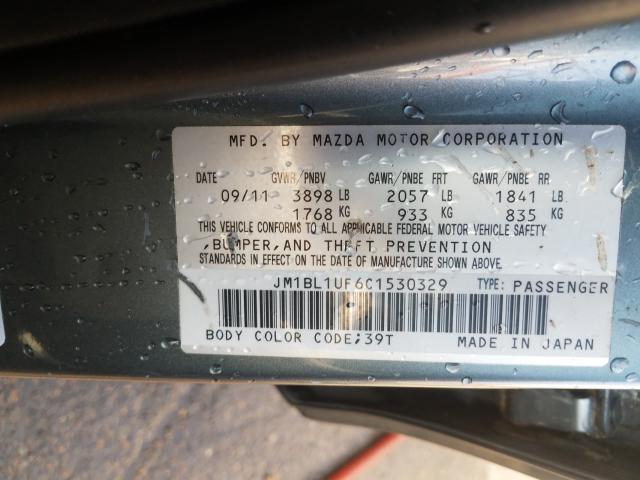 MFD. BY MAZDA MOTOR CORPORATION
DATE GVWR/PNBV GAWR/PNBE FRT GAWR/PNBE RR
09/11 3898 LB 2057 LB 1841 LB
1768 KG 933 KG 835 KG
THIS VEHICLE CONFORMS TO ALL APPLICABLE FEDERAL MOTOR VEHICLE SAFETY
,BUMPER,AND THEFT PREVENTION
STANDARDS IN EFFECT ON THE DATE OF MANUFACTURE SHOWN ABOVE.
JM1BL1UF6C1530329 TYPE: PASSENGER
BODY COLOR CODE;39T MADE IN JAPAN